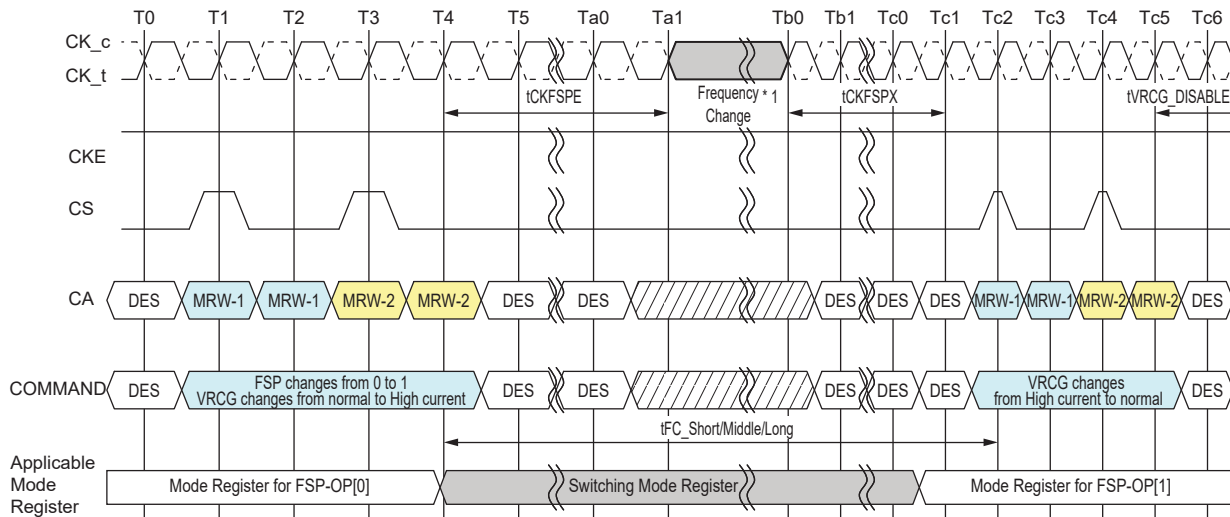 T0 T1 T2 T3 T4 T5 Ta0 Ta1 Tb0 Tb1 Tc0 Tc1 Tc2 Tc3 Tc4 Tc5 Tc6
CK_c
CK_t
tCKFSPE
Frequency * 1
Change
tCKFSPX
tVRCG_DISABLE
CKE
CS
CA
DES MRW-1 MRW-1 MRW-2 MRW-2 DES DES DES DES DES MRW-1 MRW-1 MRW-2 MRW-2 DES
COMMAND
DES
FSP changes from 0 to 1
VRCG changes from normal to High current
DES DES DES DES DES
VRCG changes
from High current to normal
DES
tFC_Short/Middle/Long
Applicable
Mode
Register
Mode Register for FSP-OP[0] Switching Mode Register Mode Register for FSP-OP[1]